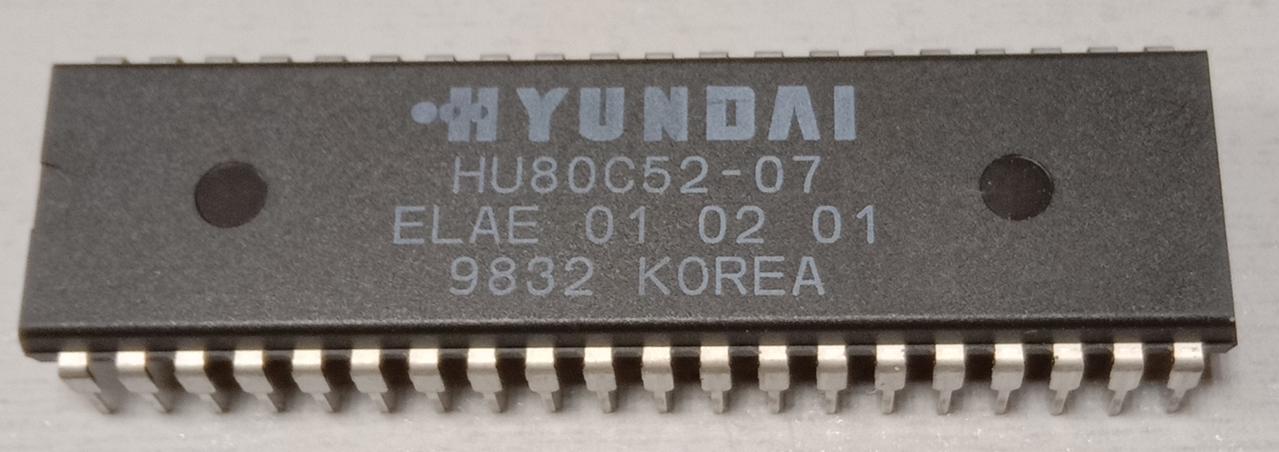 HYUNDAI
HU80C52-07
ELAE 01 02 01
9832 KOREA